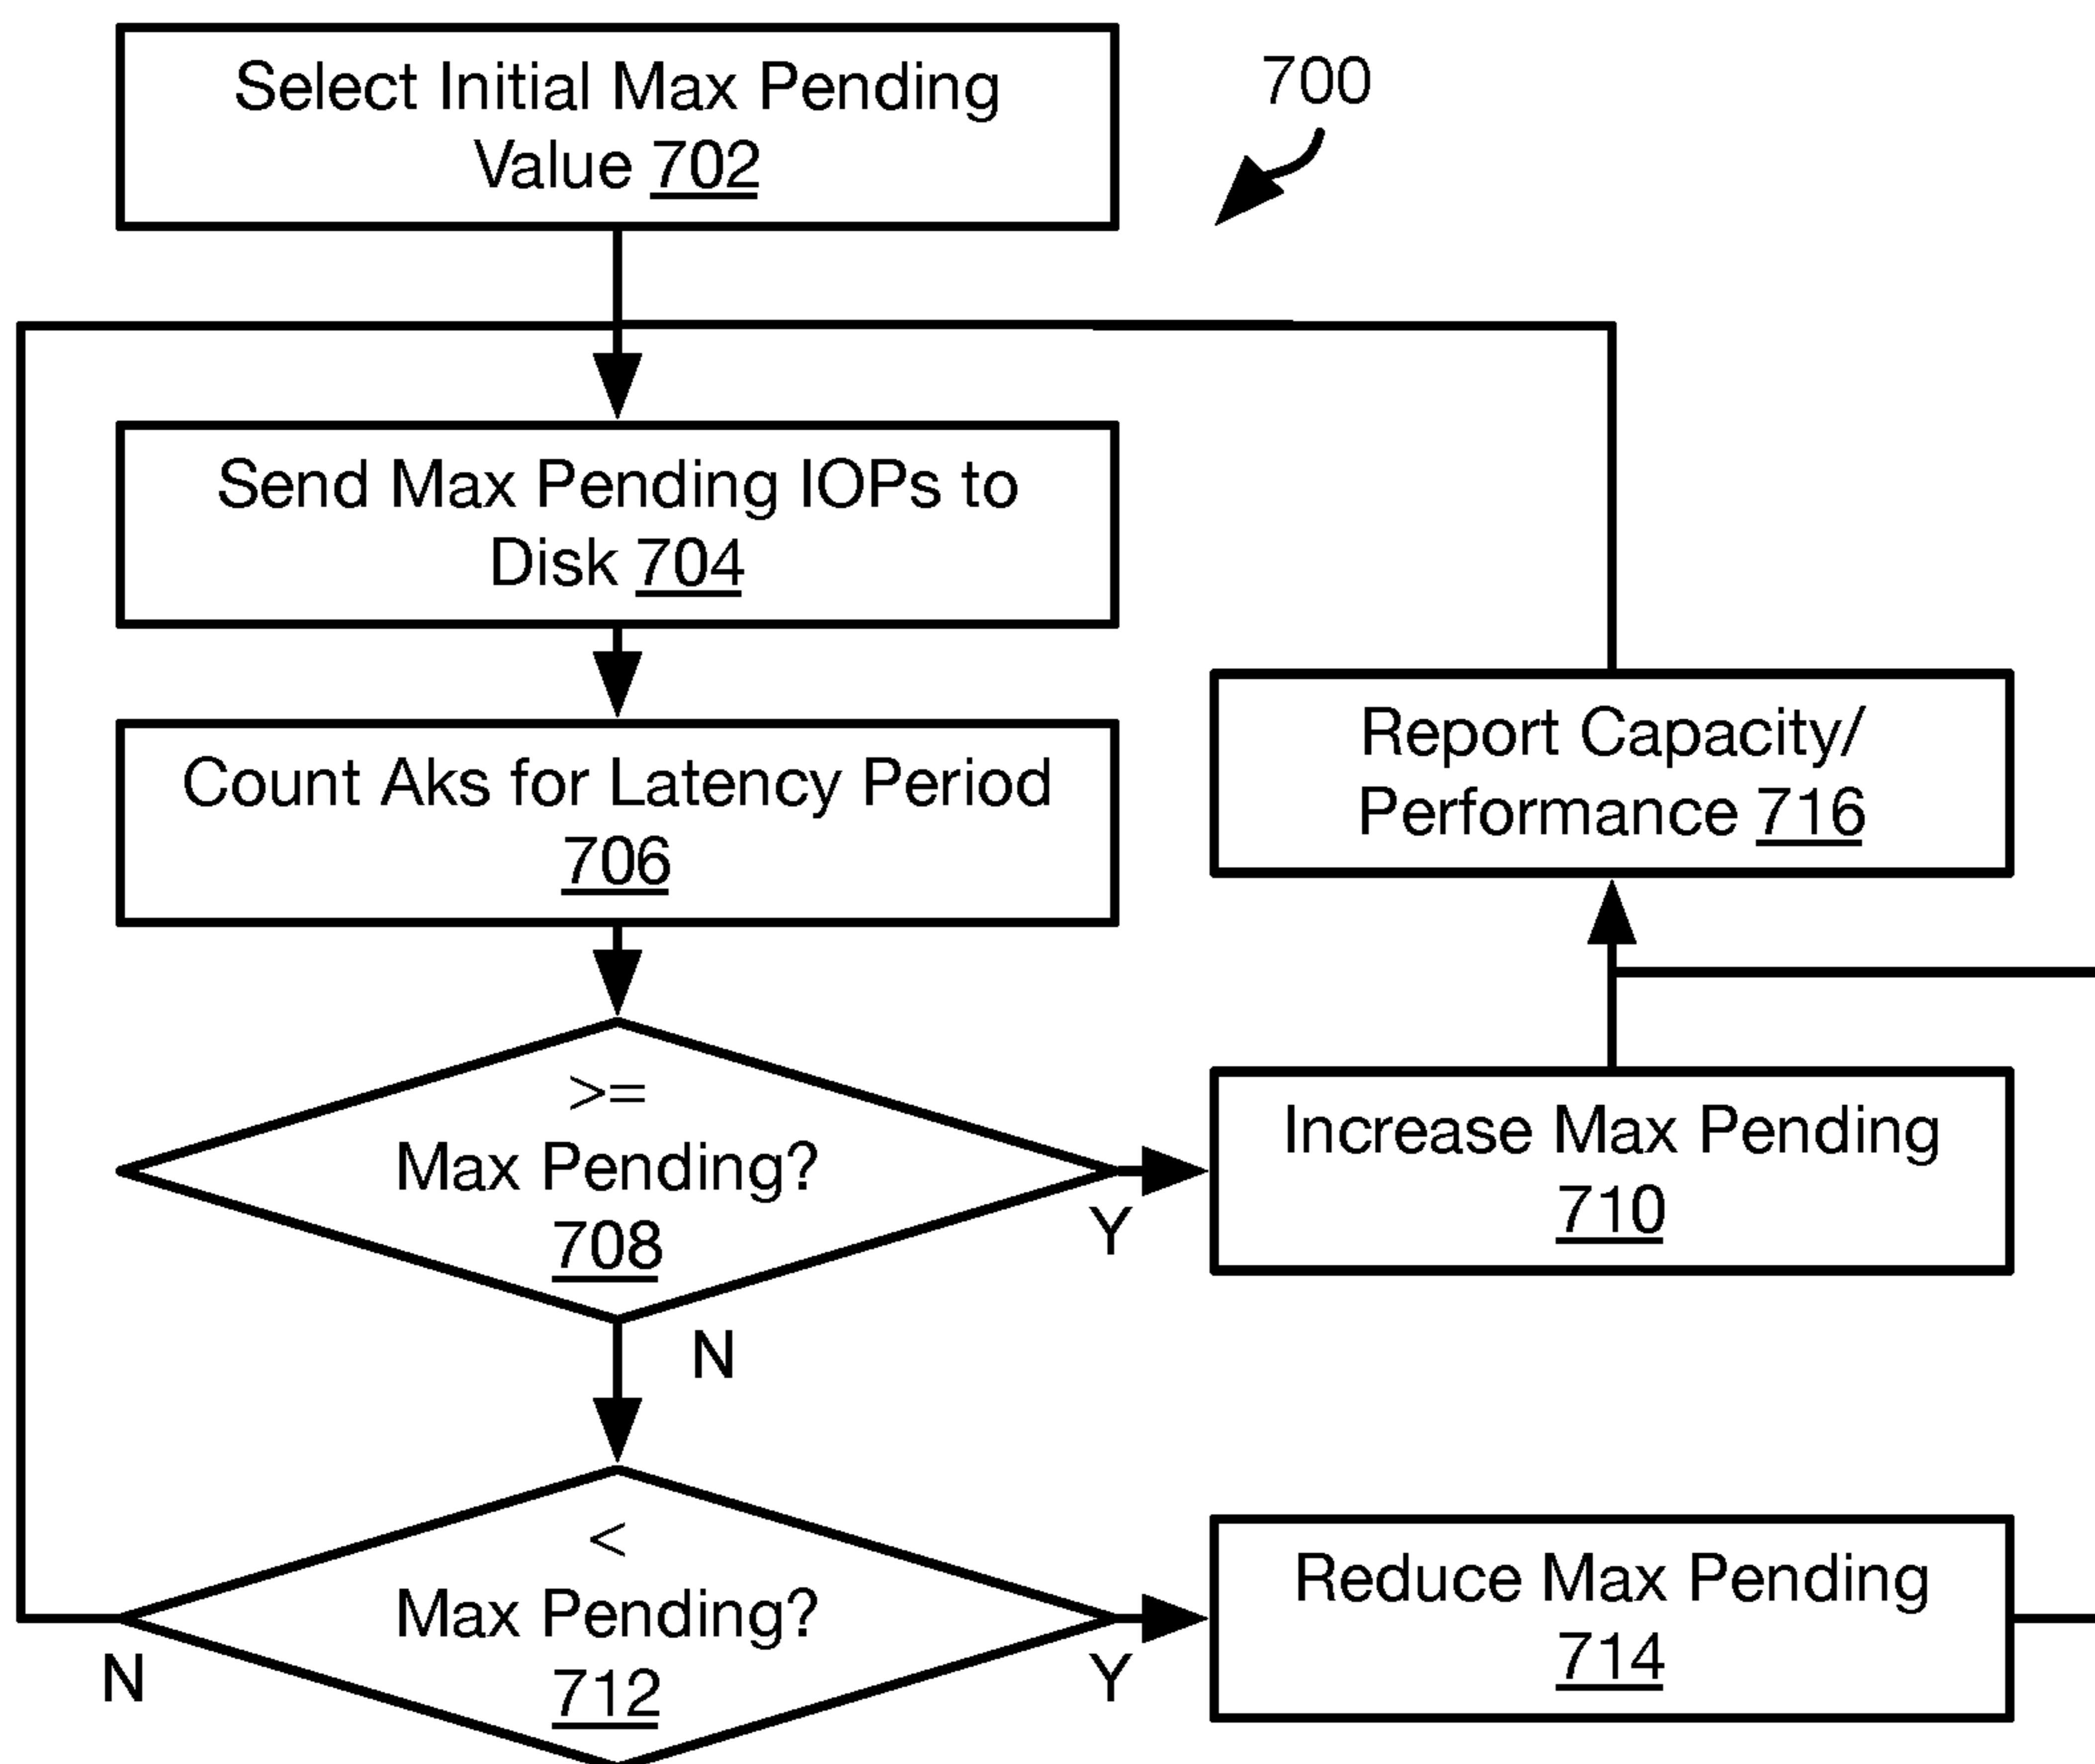 Select Initial Max Pending
Value 702
700
Send Max Pending IOPs to
Disk 704
Count Aks for Latency Period
706
Report Capacity/
Performance 716
>=
Max Pending?
708
Y
N
Increase Max Pending
710
<
Max Pending?
712
N
Y
Reduce Max Pending
714